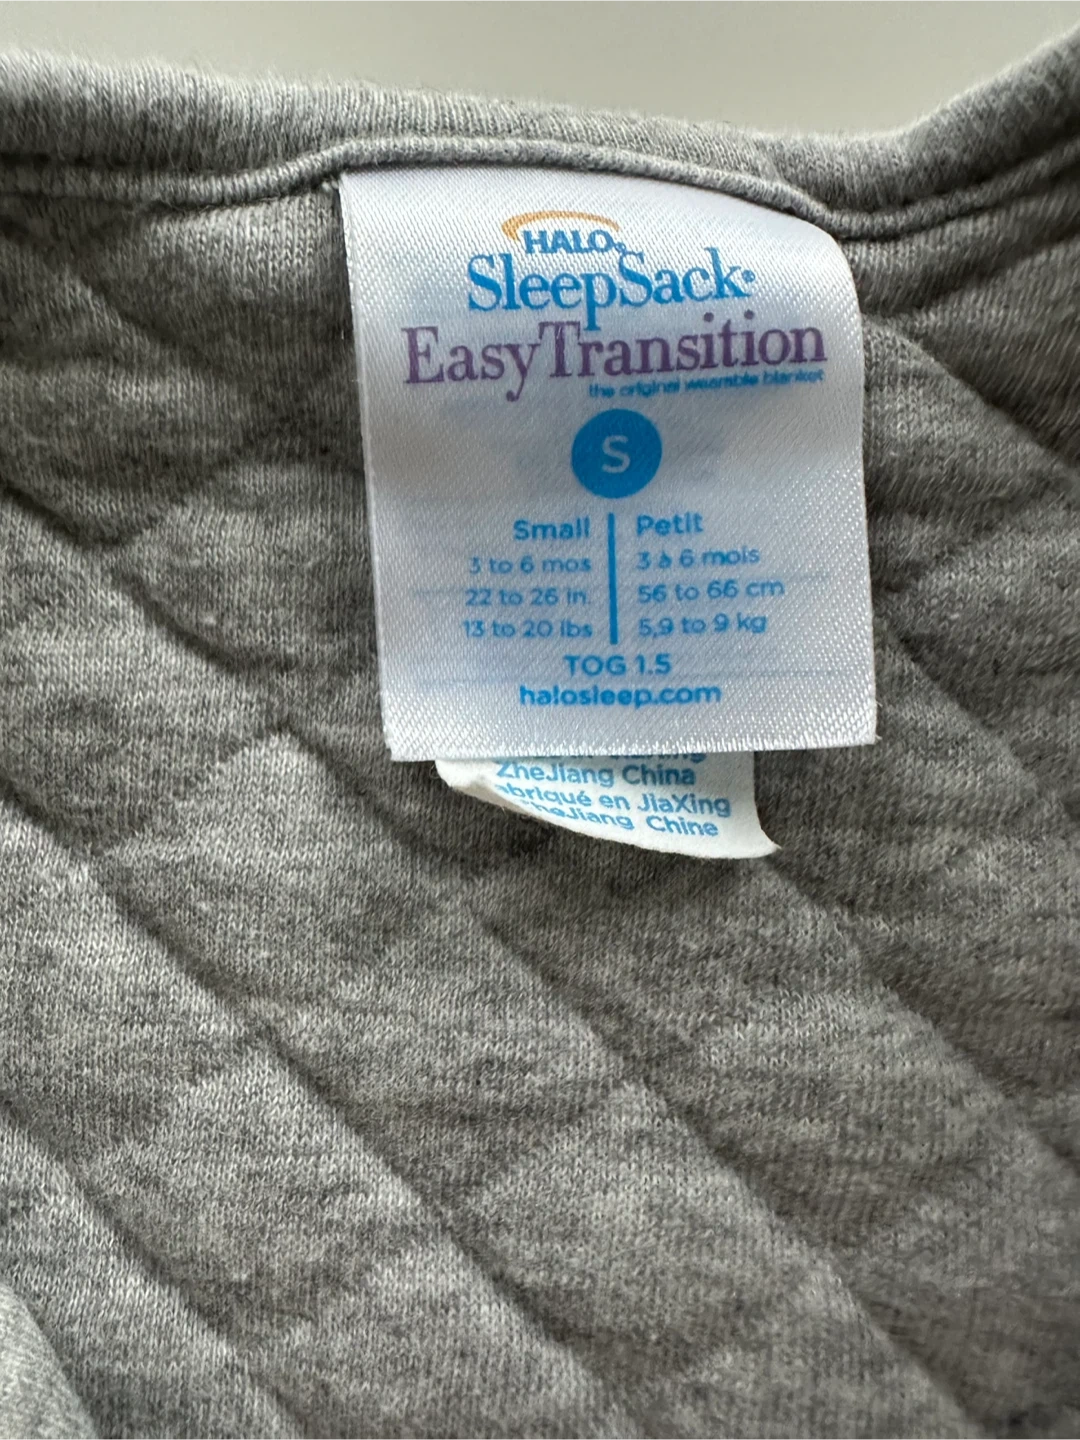 HALO®
SleepSack®
EasyTransition
the original wearable blanket
S
Small
3 to 6 mos
22 to 26 in.
13 to 20 lbs
Petit
3 à 6 mois
56 to 66 cm
5,9 to 9 kg
TOG 1.5
halosleep.com
ZheJiang China
abriqué en JiaXing
heJiang Chine